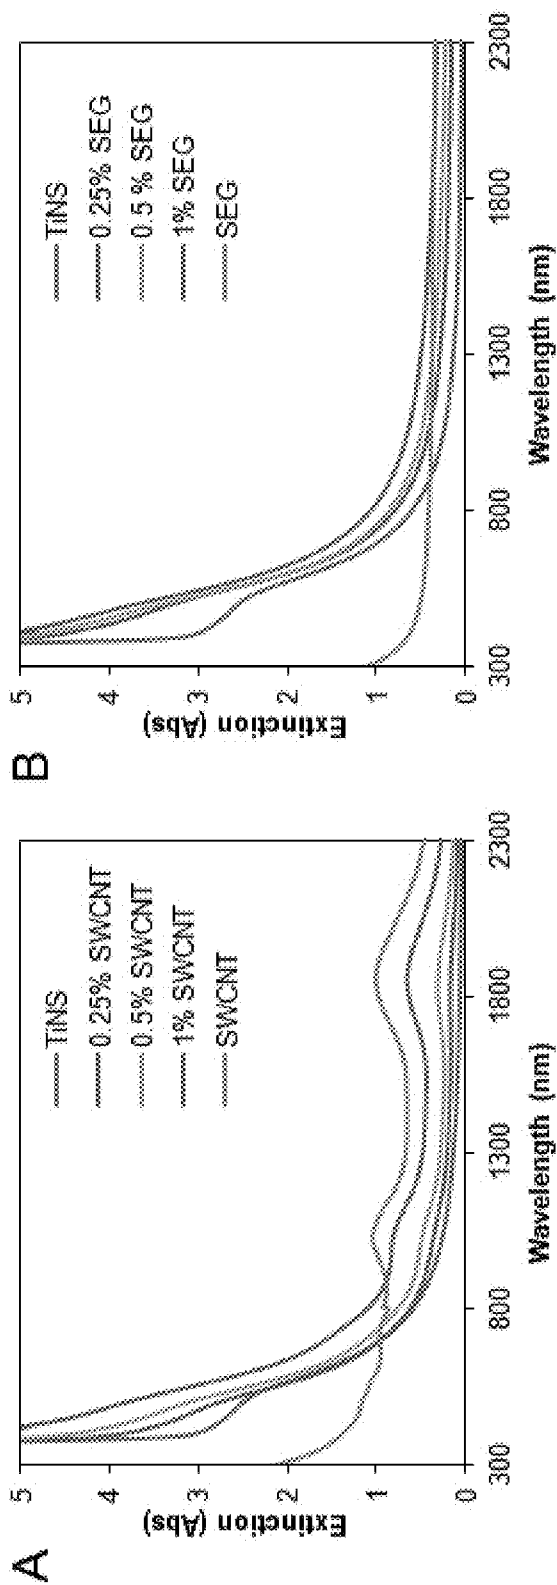 A
Extinction (Abs)
5
4
3
2
1
0
300
800
1300
1800
2300
Wavelength (nm)
TiNS
0.25% SWCNT
0.5% SWCNT
1% SWCNT
SWCNT
B
Extinction (Abs)
5
4
3
2
1
0
300
800
1300
1800
2300
Wavelength (nm)
TiNS
0.25% SEG
0.5 % SEG
1% SEG
SEG